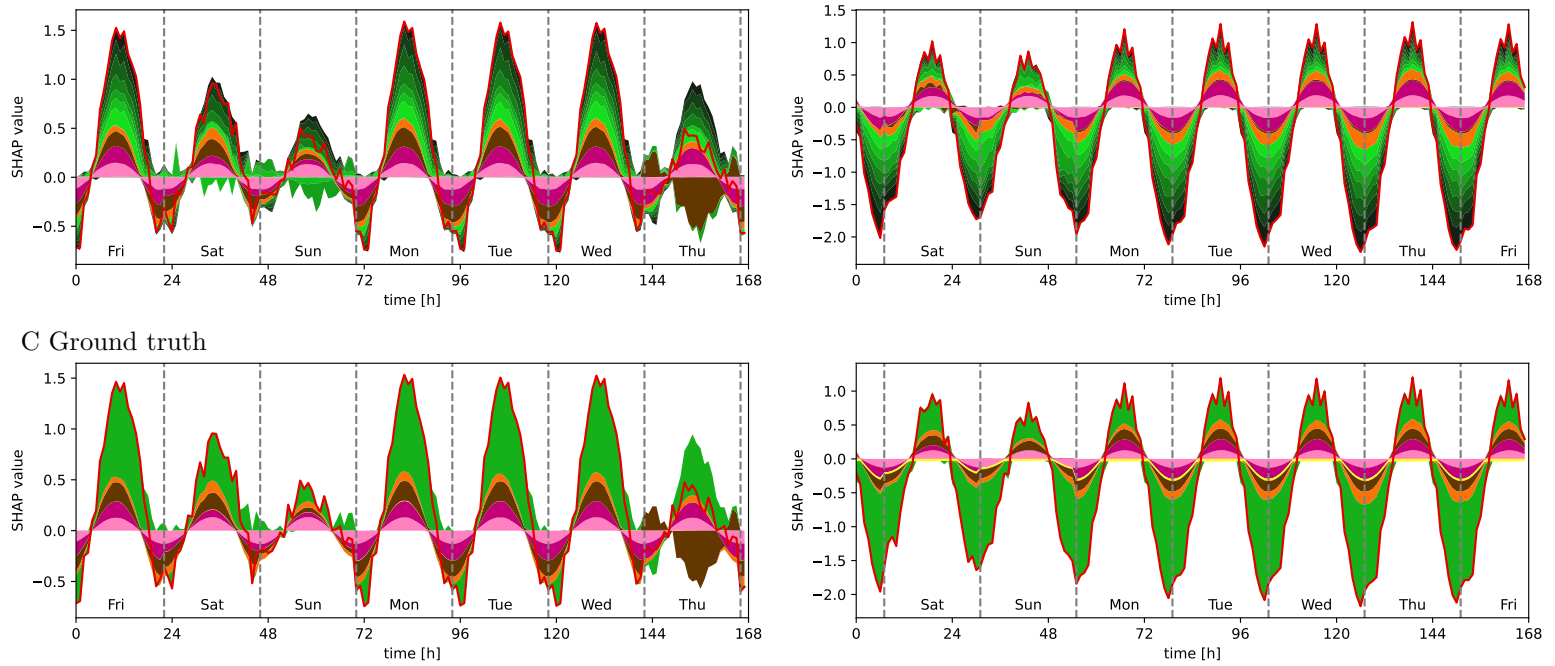 1.5
1.0
0.5
0.0
−0.5
SHAP value
Fri Sat Sun Mon Tue Wed Thu
0 24 48 72 96 120 144 168
time [h]
1.5
1.0
0.5
0.0
−0.5
−1.0
−1.5
−2.0
SHAP value
Sat Sun Mon Tue Wed Thu Fri
0 24 48 72 96 120 144 168
time [h]
C Ground truth
1.5
1.0
0.5
0.0
−0.5
SHAP value
Fri Sat Sun Mon Tue Wed Thu
0 24 48 72 96 120 144 168
time [h]
1.0
0.5
0.0
−0.5
−1.0
−1.5
−2.0
SHAP value
Sat Sun Mon Tue Wed Thu Fri
0 24 48 72 96 120 144 168
time [h]